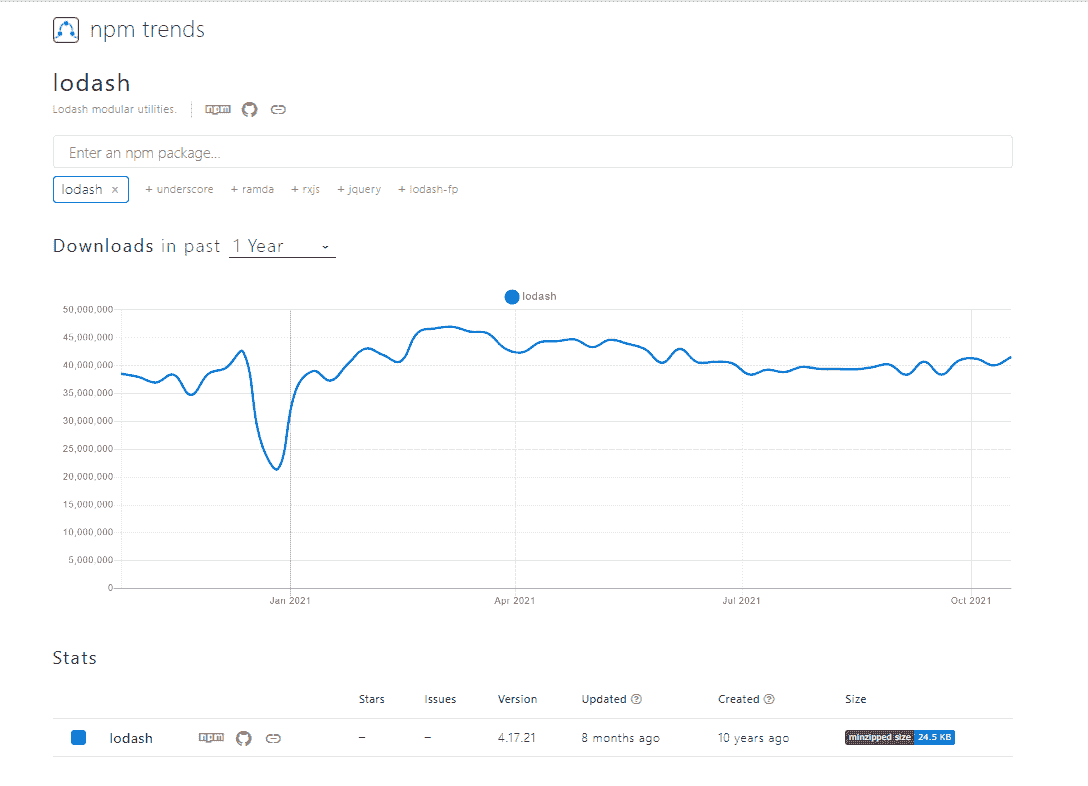 npm trends
lodash
Lodash modular utilities. npm
Enter an npm package...
lodash × + underscore + ramda + rxjs + jquery + lodash-fp
Downloads in past 1 Year
lodash
50,000,000
45,000,000
40,000,000
35,000,000
30,000,000
25,000,000
20,000,000
15,000,000
10,000,000
5,000,000
0
Jan 2021 Apr 2021 Jul 2021 Oct 2021
Stats
Stars Issues Version Updated ? Created ? Size
lodash npm – – 4.17.21 8 months ago 10 years ago minzipped size 24.5 KB